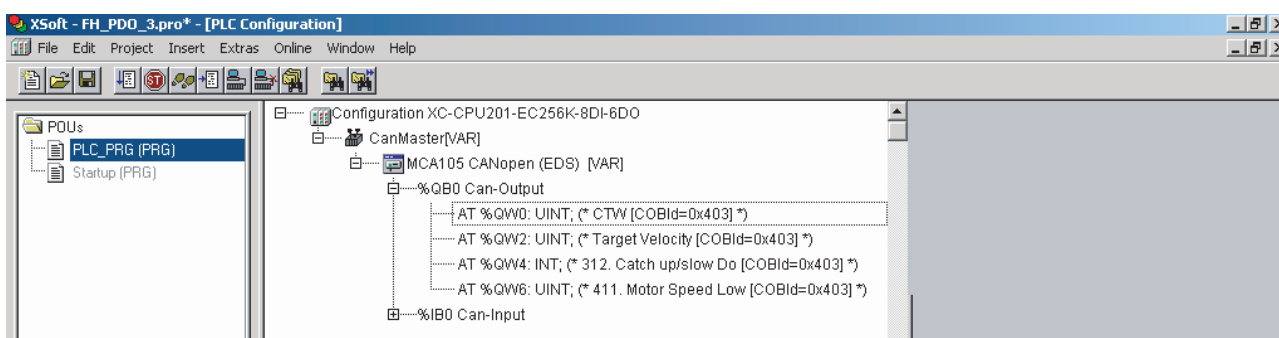 XSoft - FH_PDO_3.pro* - [PLC Configuration]
File Edit Project Insert Extras Online Window Help
POUs
PLC_PRG (PRG)
Startup (PRG)
Configuration XC-CPU201-EC256K-8DI-6DO
CanMaster[VAR]
MCA105 CANopen (EDS) [VAR]
%QB0 Can-Output
AT %QW0: UINT; (* CTW [COBId=0x403] *)
AT %QW2: UINT; (* Target Velocity [COBId=0x403] *)
AT %QW4: INT; (* 312. Catch up/slow Do [COBId=0x403] *)
AT %QW6: UINT; (* 411. Motor Speed Low [COBId=0x403] *)
%IB0 Can-Input